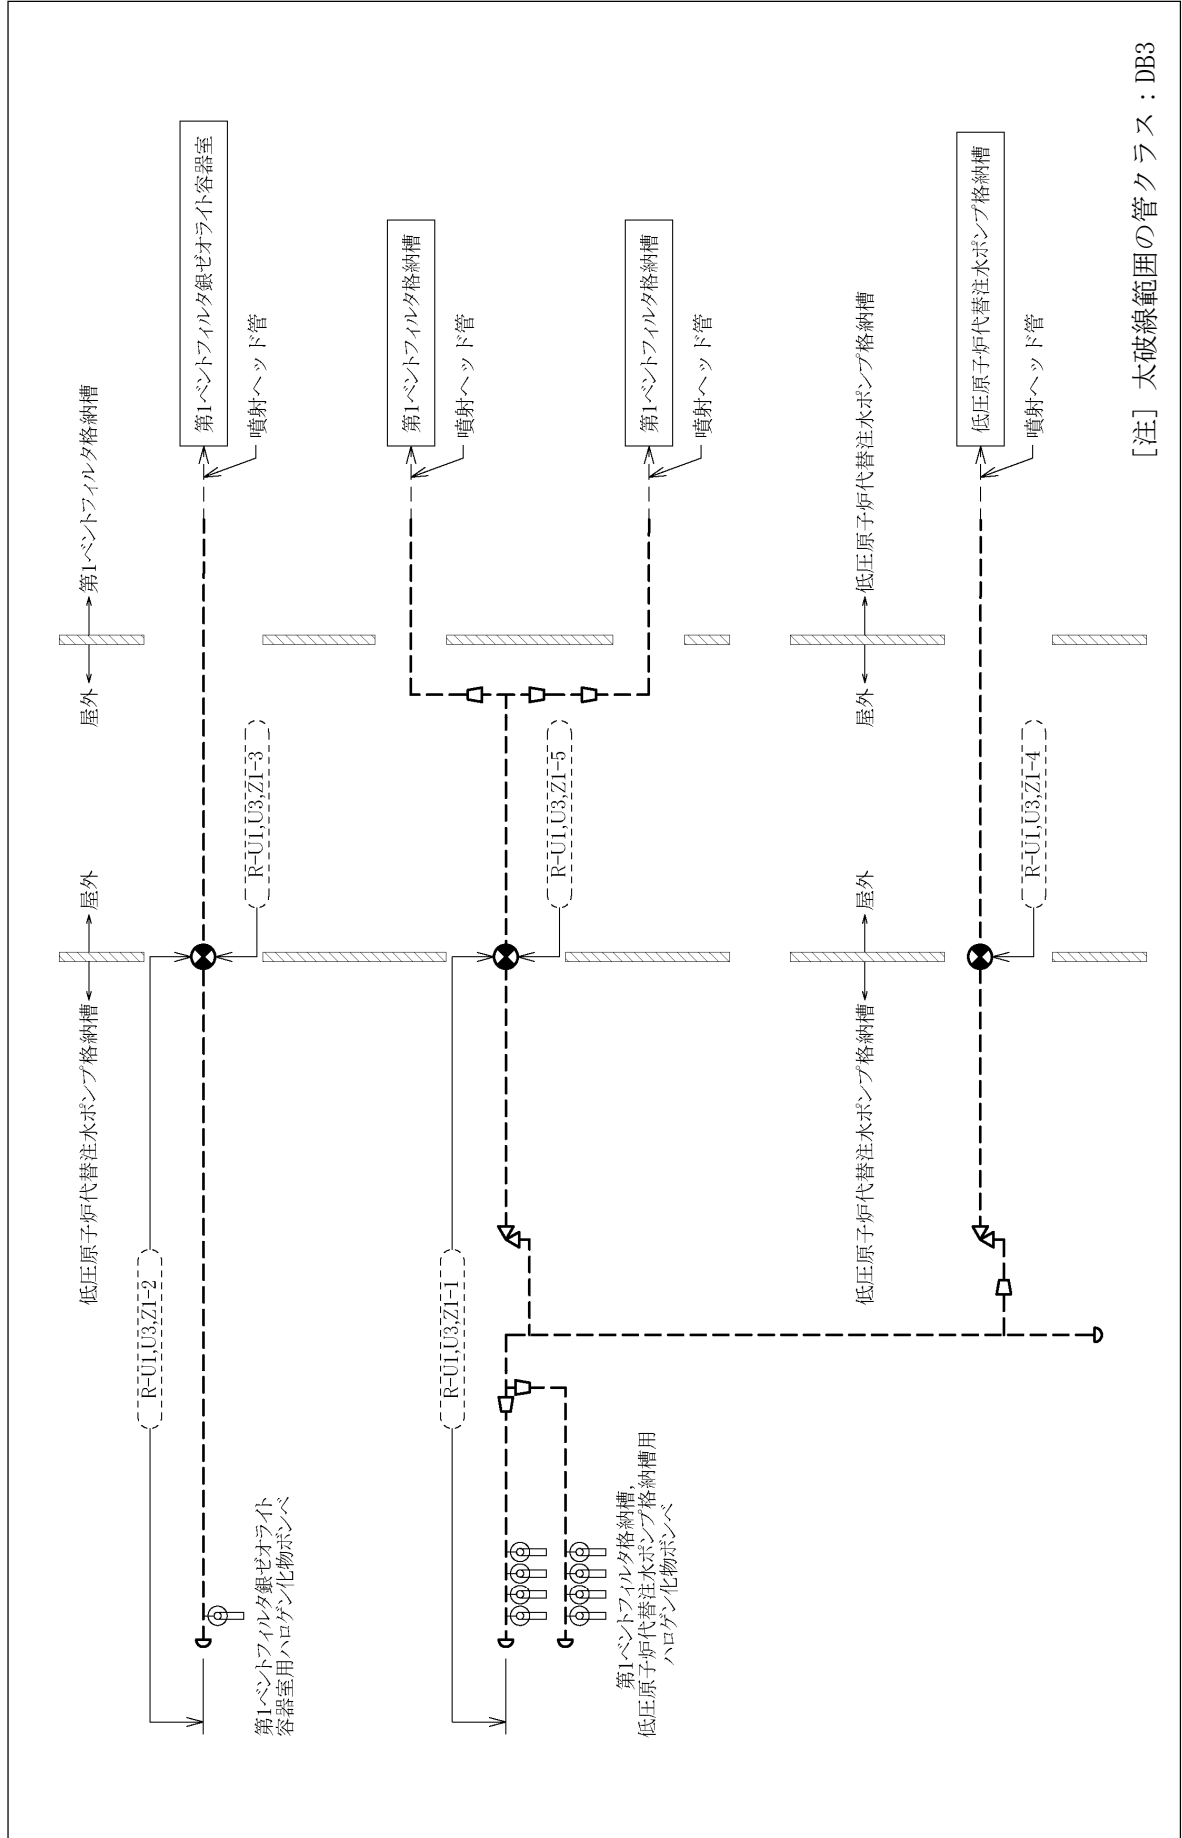 低圧原子炉代替注水ポンプ格納槽
屋外
屋外
第1ベントフィルタ格納槽
R-U1,U3,Z1-2
第1ベントフィルタ銀ゼオライト容器室
噴射ヘッド管
R-U1,U3,Z1-3
第1ベントフィルタ銀ゼオライト
容器室用ハロゲン化物ボンベ
第1ベントフィルタ格納槽
噴射ヘッド管
R-U1,U3,Z1-1
R-U1,U3,Z1-5
第1ベントフィルタ格納槽,
低圧原子炉代替注水ポンプ格納槽用
ハロゲン化物ボンベ
第1ベントフィルタ格納槽
噴射ヘッド管
低圧原子炉代替注水ポンプ格納槽
屋外
屋外
低圧原子炉代替注水ポンプ格納槽
低圧原子炉代替注水ポンプ格納槽
噴射ヘッド管
R-U1,U3,Z1-4
[注] 太破線範囲の管クラス:DB3